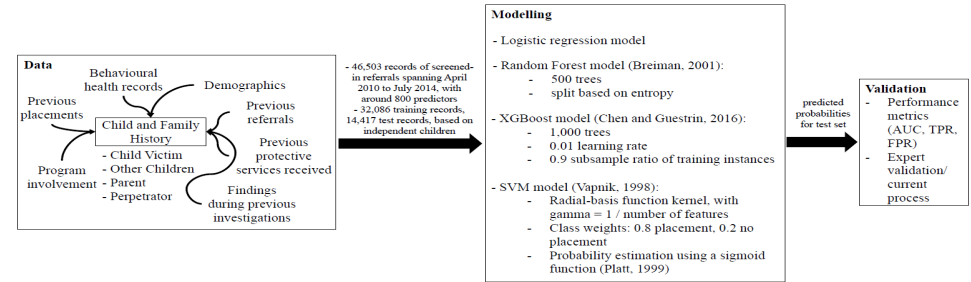 Data
Behavioural
health records
Demographics
Previous
placements
Previous
referrals
Child and Family
History
- Child Victim
- Other Children
- Parent
- Perpetrator
Program
involvement
Previous
protective
services received
Findings
during previous
investigations
- 46,503 records of screened-
in referrals spanning April
2010 to July 2014, with
around 800 predictors
- 32,086 training records,
14,417 test records, based on
independent children
Modelling
- Logistic regression model
- Random Forest model (Breiman, 2001):
- 500 trees
- split based on entropy
- XGBoost model (Chen and Guestrin, 2016):
- 1,000 trees
- 0.01 learning rate
- 0.9 subsample ratio of training instances
- SVM model (Vapnik, 1998):
- Radial-basis function kernel, with
gamma = 1 / number of features
- Class weights: 0.8 placement, 0.2 no
placement
- Probability estimation using a sigmoid
function (Platt, 1999)
predicted
probabilities
for test set
Validation
- Performance
metrics
(AUC, TPR,
FPR)
- Expert
validation/
current
process